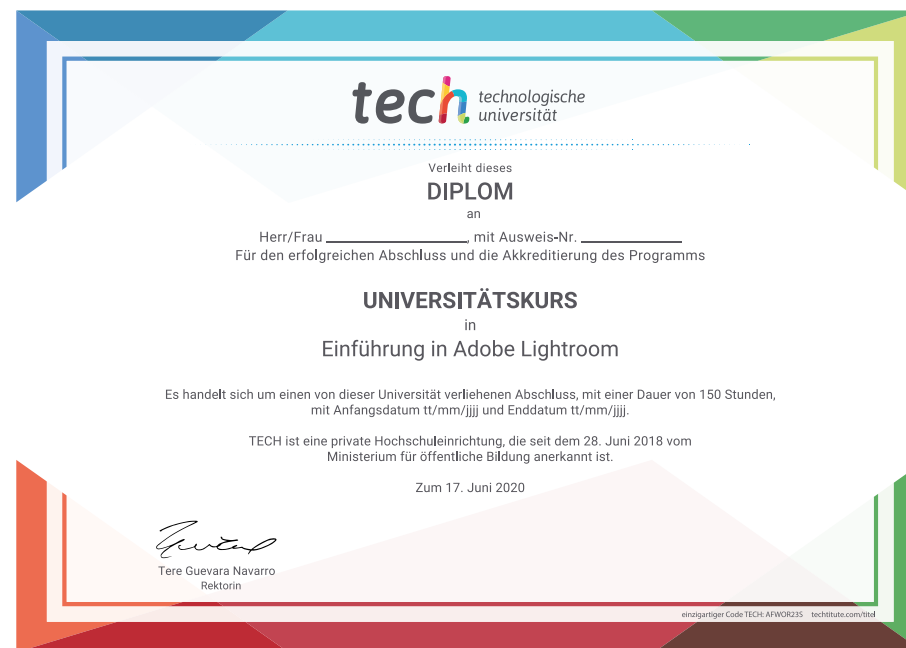 tech technologische
universität
Verleiht dieses
DIPLOM
an
Herr/Frau ____________________, mit Ausweis-Nr. ______________
Für den erfolgreichen Abschluss und die Akkreditierung des Programms
UNIVERSITÄTSKURS
in
Einführung in Adobe Lightroom
Es handelt sich um einen von dieser Universität verliehenen Abschluss, mit einer Dauer von 150 Stunden,
mit Anfangsdatum tt/mm/jjjj und Enddatum tt/mm/jjjj.
TECH ist eine private Hochschuleinrichtung, die seit dem 28. Juni 2018 vom
Ministerium für öffentliche Bildung anerkannt ist.
Zum 17. Juni 2020
Tere Guevara Navarro
Rektorin
einzigartiger Code TECH: AFWOR23S techtitute.com/titel